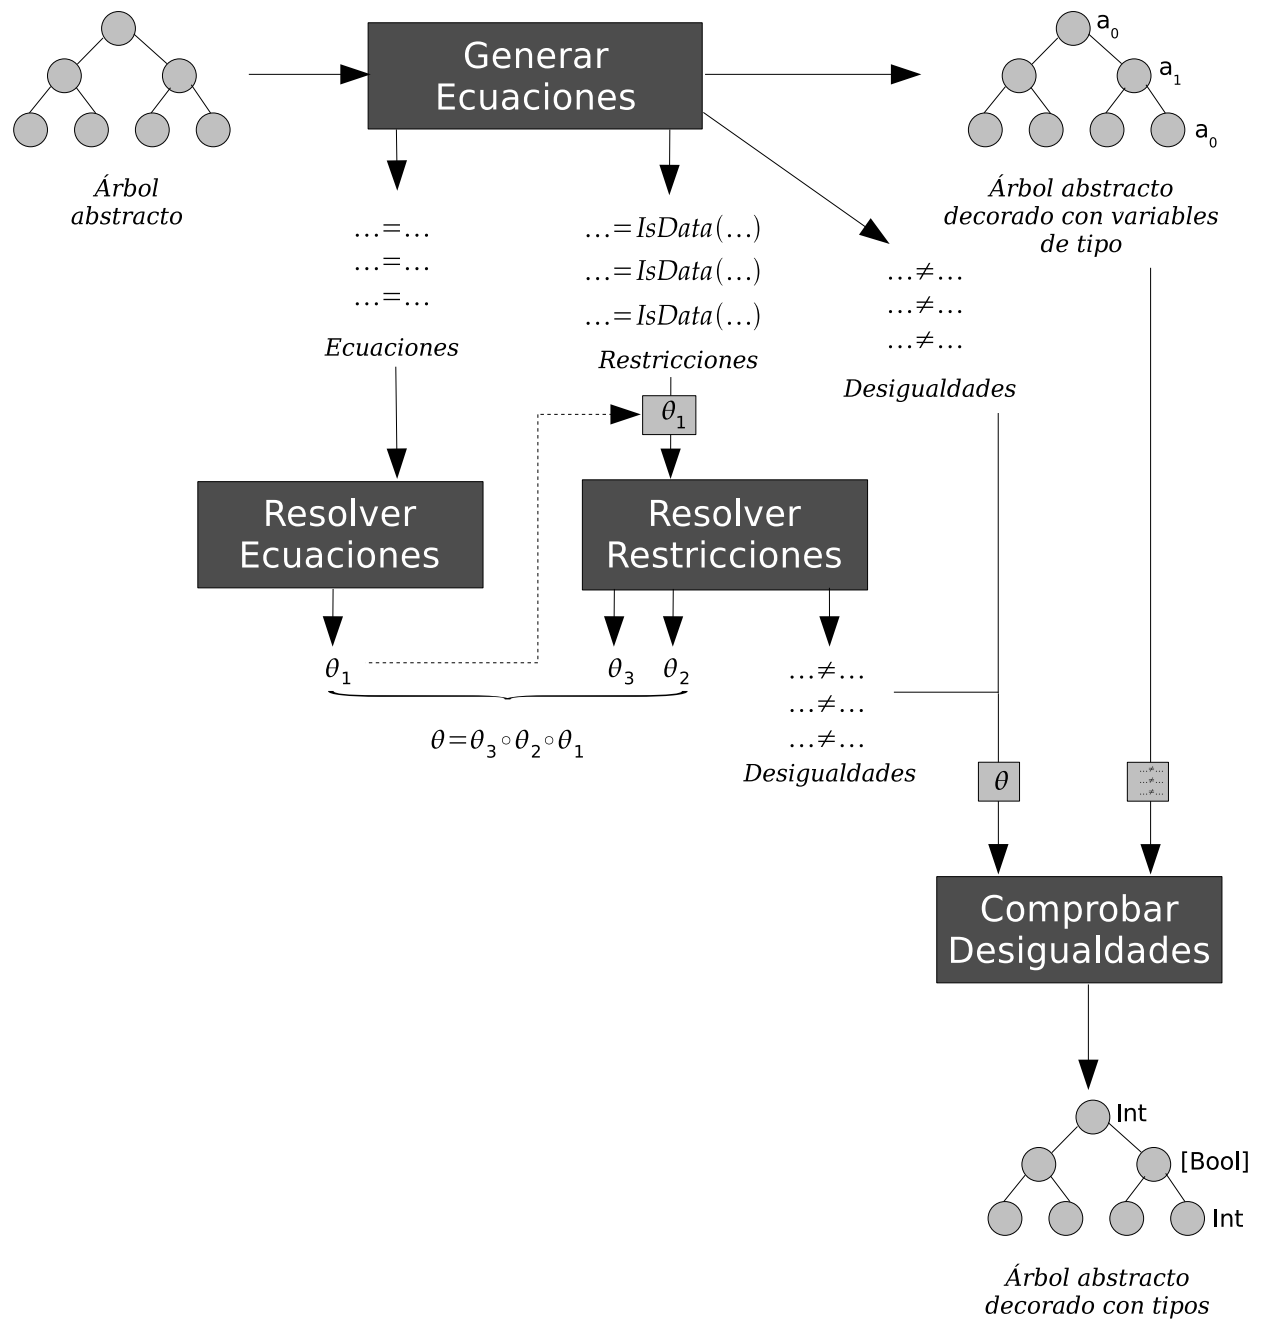 Generar
Ecuaciones
a0
a1
a0
Árbol
abstracto
Árbol abstracto
decorado con variables
de tipo
...=...
...=...
...=...
Ecuaciones
...=IsData(...)
...=IsData(...)
...=IsData(...)
Restricciones
...≠...
...≠...
...≠...
Desigualdades
θ1
Resolver
Ecuaciones
Resolver
Restricciones
θ1
θ3
θ2
θ=θ3∘θ2∘θ1
...≠...
...≠...
...≠...
Desigualdades
θ
...≠...
...≠...
...≠...
Comprobar
Desigualdades
Int
[Bool]
Int
Árbol abstracto
decorado con tipos